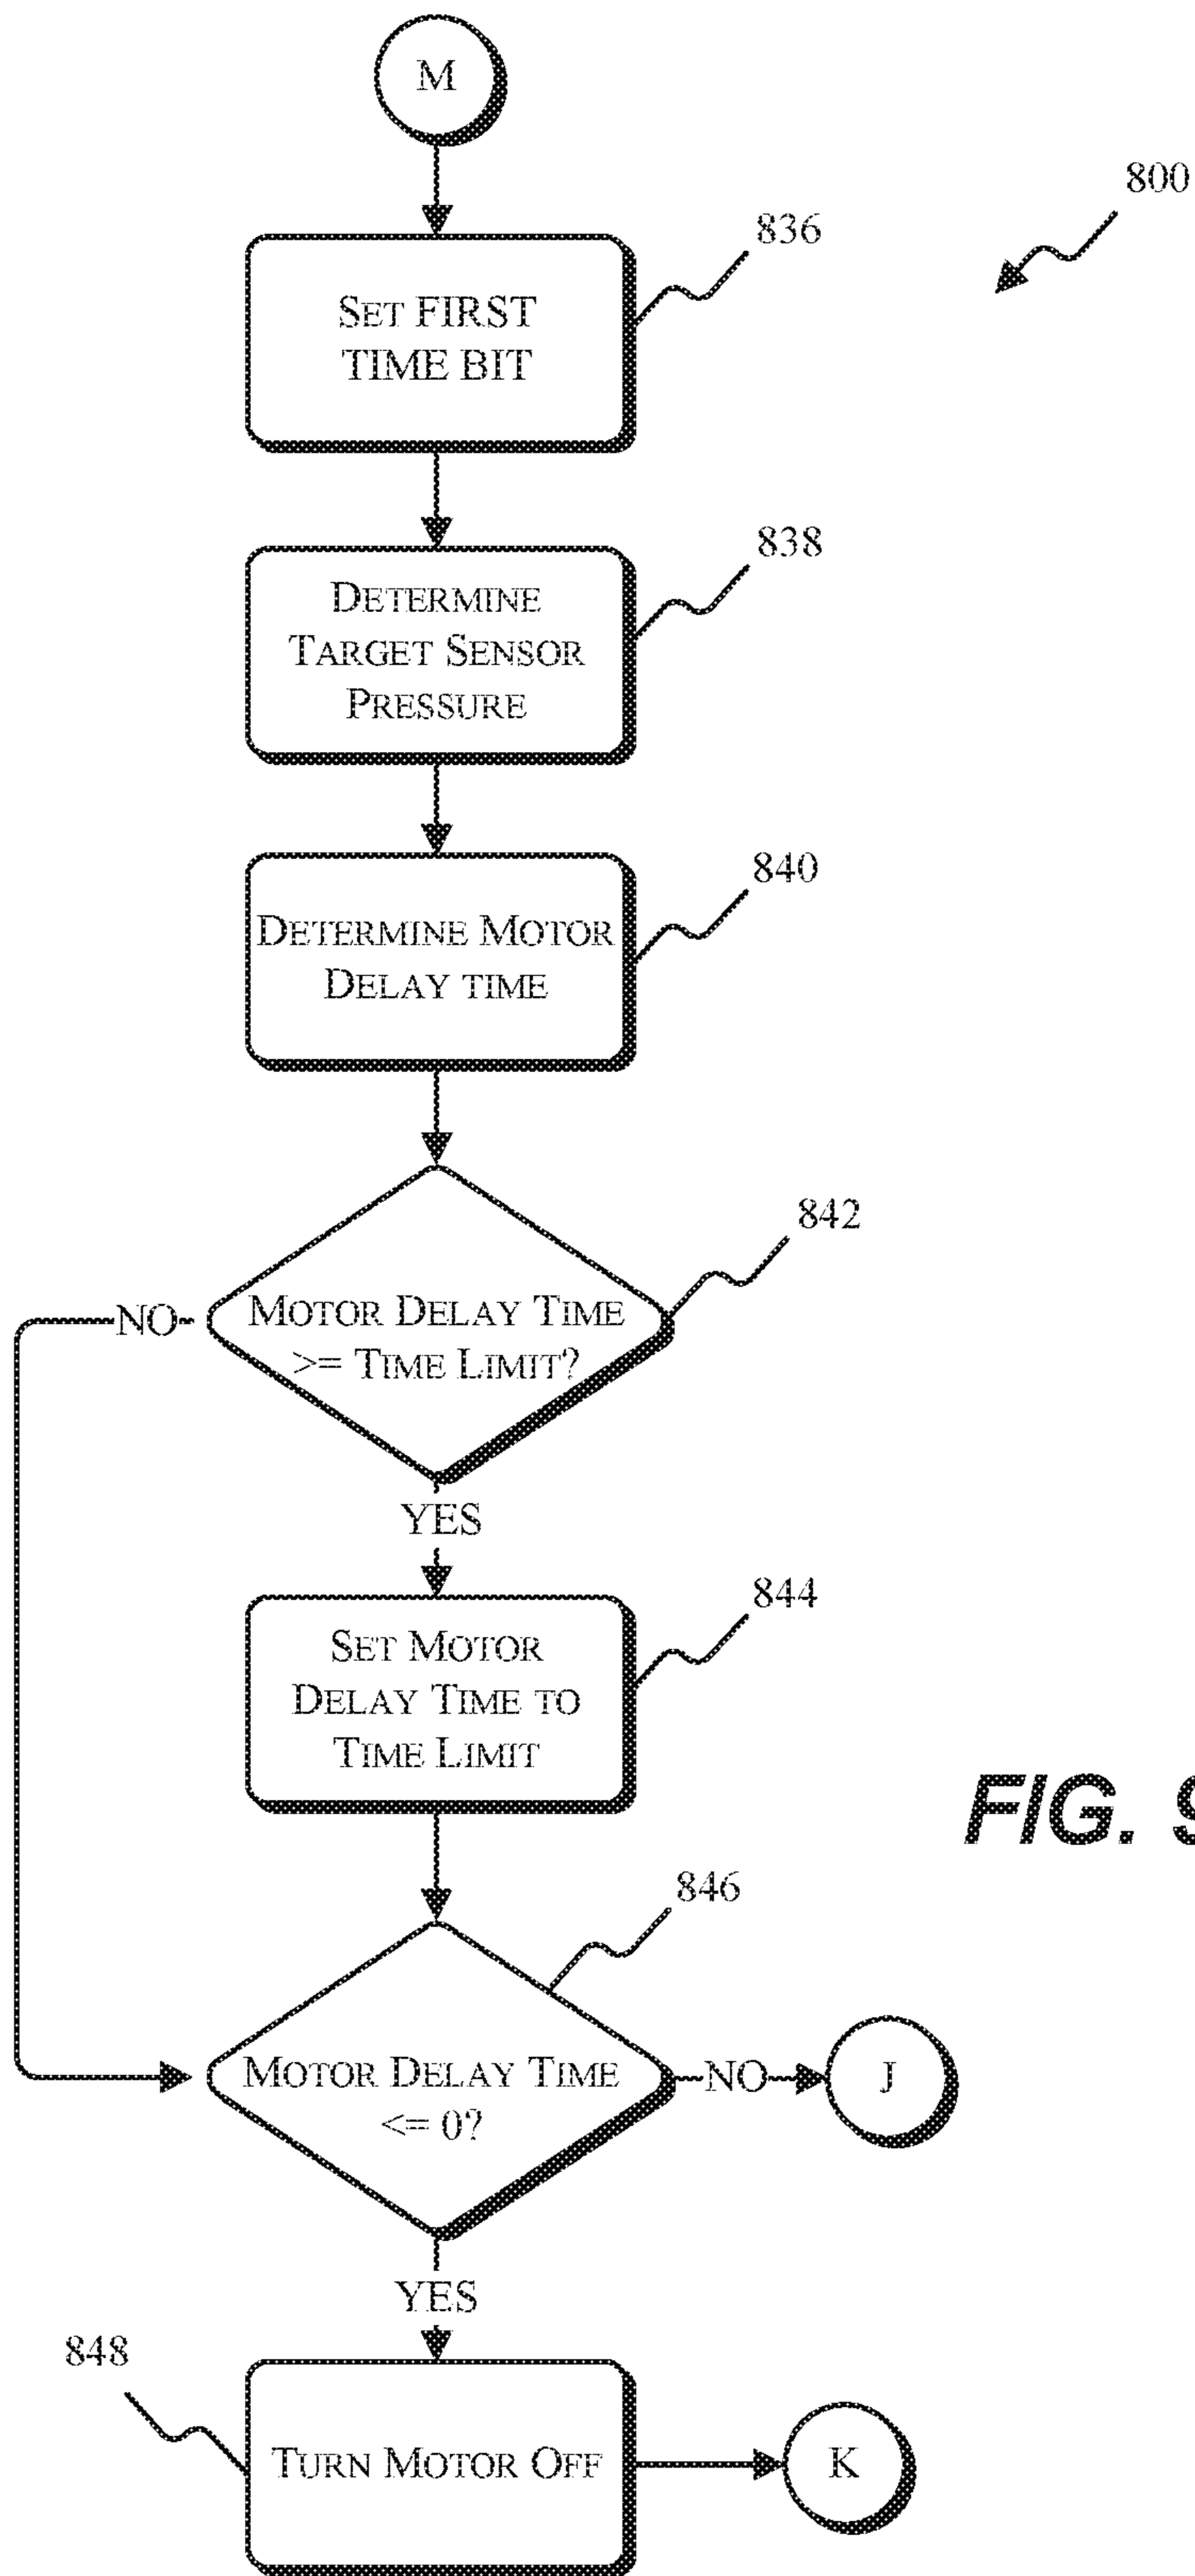 M
800
836
SET FIRST
TIME BIT
838
DETERMINE
TARGET SENSOR
PRESSURE
840
DETERMINE MOTOR
DELAY TIME
842
MOTOR DELAY TIME
>= TIME LIMIT?
NO
YES
844
SET MOTOR
DELAY TIME TO
TIME LIMIT
FIG. 9
846
MOTOR DELAY TIME
<= 0?
NO
J
YES
848
TURN MOTOR OFF
K